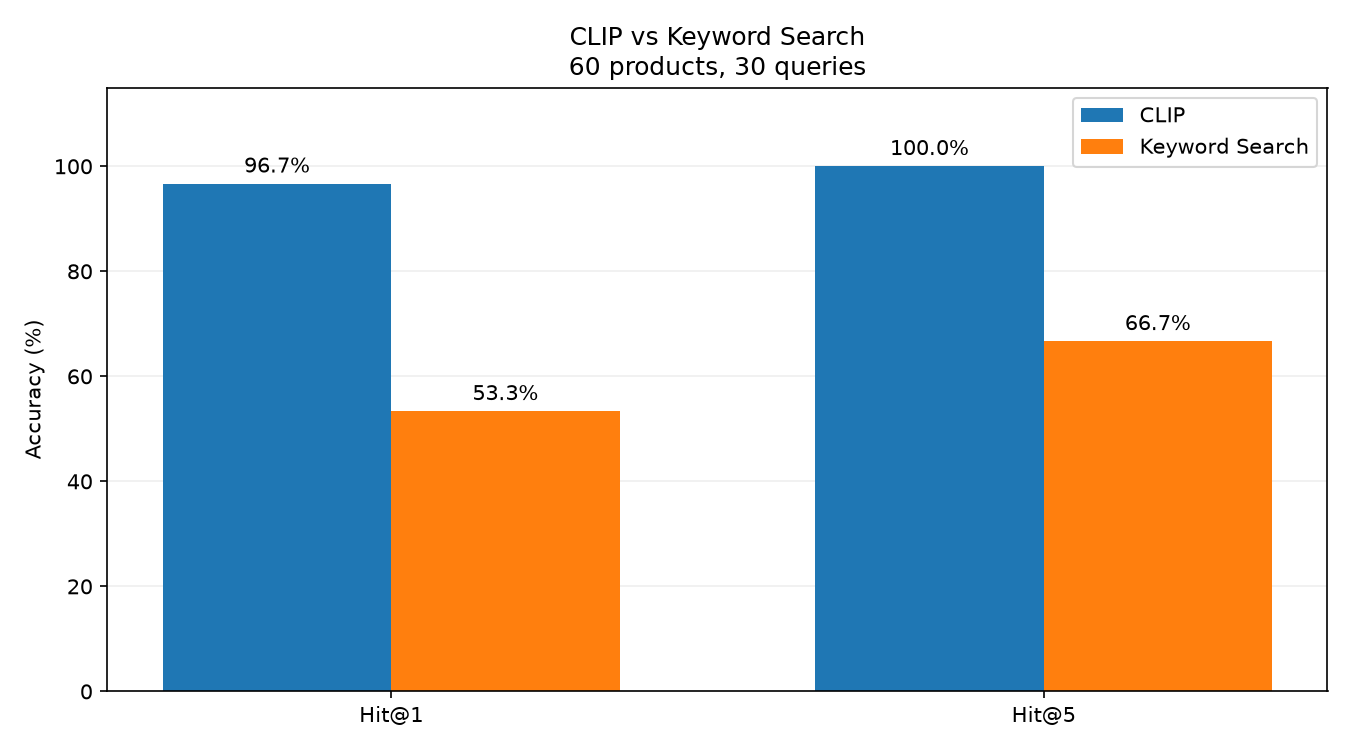 CLIP vs Keyword Search
60 products, 30 queries
CLIP
Keyword Search
Accuracy (%)
100
80
60
40
20
0
96.7%
53.3%
100.0%
66.7%
Hit@1
Hit@5